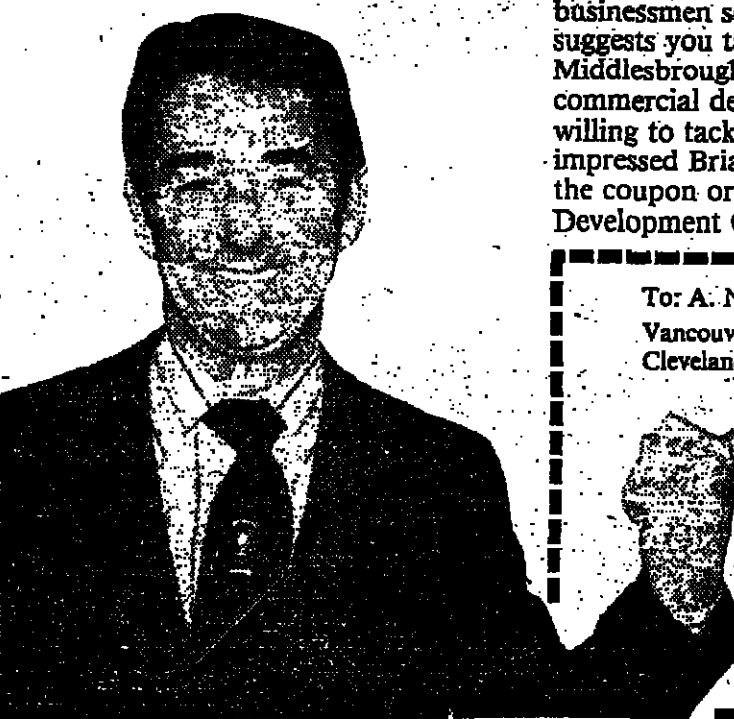 businessmen s
suggests you t
Middlesbrough
commercial de
willing to tack
impressed Bria
the coupon or
Development
To: A. N
Vancouv
Clevelan